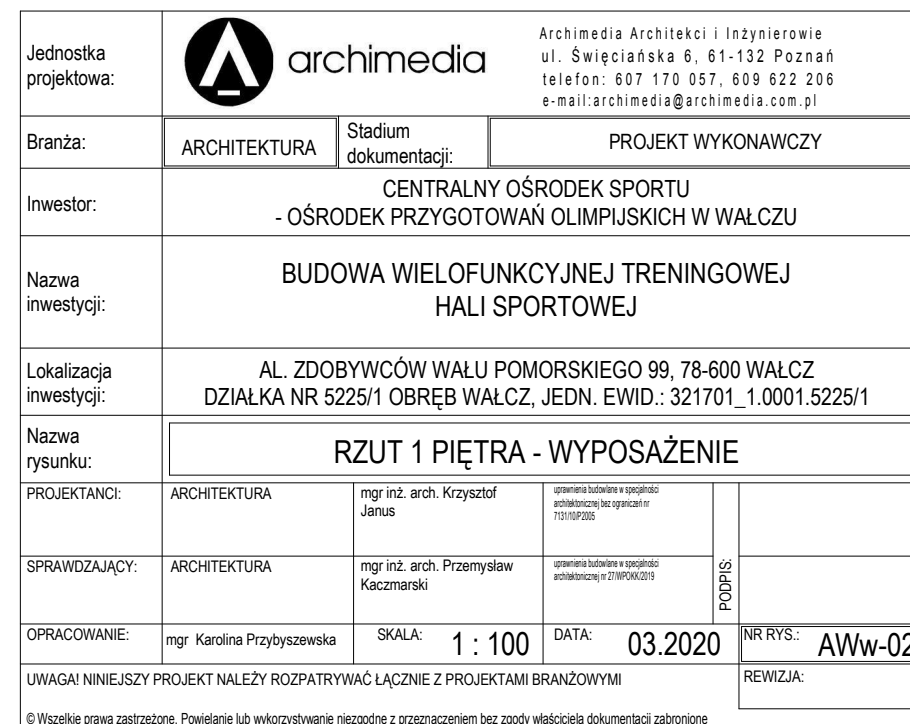 Jednostka
projektowa:
archimedia
Archimedia Architekci i Inżynierowie
ul. Święciańska 6, 61-132 Poznań
telefon: 607 170 057, 609 622 206
e-mail:archimedia@archimedia.com.pl
Branża:
ARCHITEKTURA
Stadium
dokumentacji:
PROJEKT WYKONAWCZY
Inwestor:
CENTRALNY OŚRODEK SPORTU
- OŚRODEK PRZYGOTOWAŃ OLIMPIJSKICH W WAŁCZU
Nazwa
inwestycji:
BUDOWA WIELOFUNKCYJNEJ TRENINGOWEJ
HALI SPORTOWEJ
Lokalizacja
inwestycji:
AL. ZDOBYWCÓW WAŁU POMORSKIEGO 99, 78-600 WAŁCZ
DZIAŁKA NR 5225/1 OBRĘB WAŁCZ, JEDN. EWID.: 321701_1.0001.5225/1
Nazwa
rysunku:
RZUT 1 PIĘTRA - WYPOSAŻENIE
PROJEKTANCI:
ARCHITEKTURA
mgr inż. arch. Krzysztof
Janus
uprawnienia budowlane w specjalności
architektonicznej bez ograniczeń nr
7131/10/P2005
PODPIS:
SPRAWDZAJĄCY:
ARCHITEKTURA
mgr inż. arch. Przemysław
Kaczmarski
uprawnienia budowlane w specjalności
architektonicznej nr 27/WPOKK/2019
OPRACOWANIE:
mgr Karolina Przybyszewska
SKALA:
1 : 100
DATA:
03.2020
NR RYS.:
AWw-02
UWAGA! NINIEJSZY PROJEKT NALEŻY ROZPATRYWAĆ ŁĄCZNIE Z PROJEKTAMI BRANŻOWYMI
REWIZJA:
© Wszelkie prawa zastrzeżone. Powielanie lub wykorzystywanie niezgodne z przeznaczeniem bez zgody właściciela dokumentacji zabronione